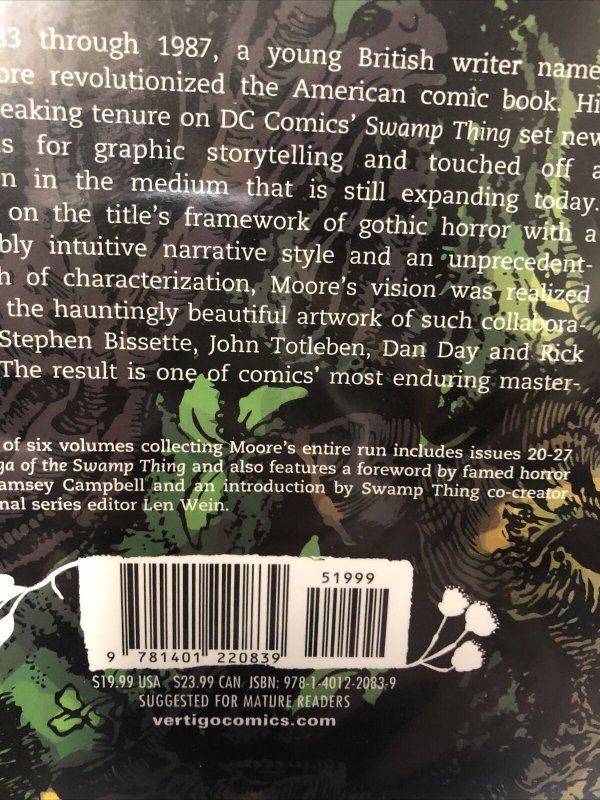 83 through 1987, a young British writer name
ore revolutionized the American comic book. Hi
eaking tenure on DC Comics' Swamp Thing set new
s for graphic storytelling and touched off a
n in the medium that is still expanding today.
on the title's framework of gothic horror with a
bly intuitive narrative style and an unprecedent-
h of characterization, Moore's vision was realized
the hauntingly beautiful artwork of such collabora-
Stephen Bissette, John Totleben, Dan Day and Rick
The result is one of comics' most enduring master-
of six volumes collecting Moore's entire run includes issues 20-27
ga of the Swamp Thing and also features a foreword by famed horror
amsey Campbell and an introduction by Swamp Thing co-creator
nal series editor Len Wein.
51999
9 781401 220839
$19.99 USA $23.99 CAN ISBN: 978-1-4012-2083-9
SUGGESTED FOR MATURE READERS
vertigocomics.com